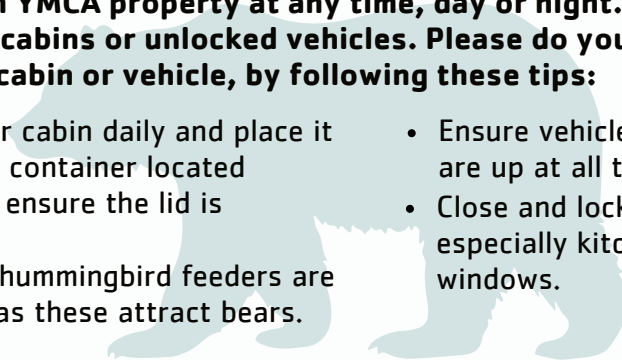 YMCA property at any time, day or night.
cabins or unlocked vehicles. Please do you
cabin or vehicle, by following these tips:
r cabin daily and place it
container located
ensure the lid is
hummingbird feeders are
as these attract bears.
• Ensure vehicle
are up at all t
• Close and lock
especially kitc
windows.